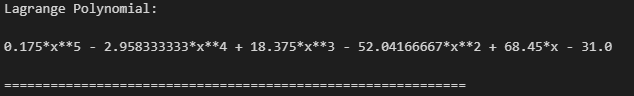 Lagrange Polynomial:
0.175*x**5 - 2.958333333*x**4 + 18.375*x**3 - 52.04166667*x**2 + 68.45*x - 31.0
=============================================================